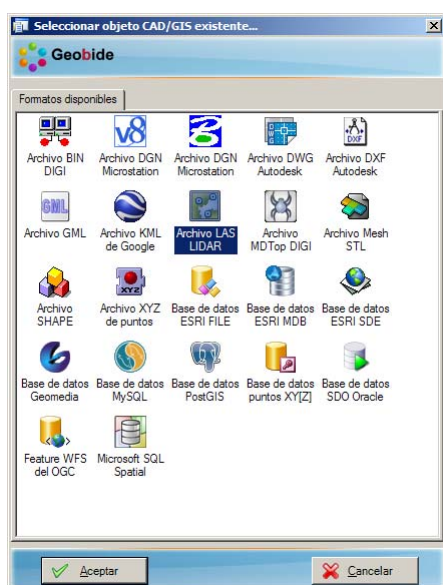 Seleccionar objeto CAD/GIS existente...
Geobide
Formatos disponibles
Archivo BIN DIGI
Archivo DGN Microstation
Archivo DGN Microstation
Archivo DWG Autodesk
Archivo DXF Autodesk
Archivo GML
Archivo KML de Google
Archivo LAS LIDAR
Archivo MDTop DIGI
Archivo Mesh STL
Archivo SHAPE
Archivo XYZ de puntos
Base de datos ESRI FILE
Base de datos ESRI MDB
Base de datos ESRI SDE
Base de datos Geomedia
Base de datos MySQL
Base de datos PostGIS
Base de datos puntos XY[Z]
Base de datos SDO Oracle
Feature WFS del OGC
Microsoft SQL Spatial
v8
DXF
GML
XYZ
Aceptar
Cancelar